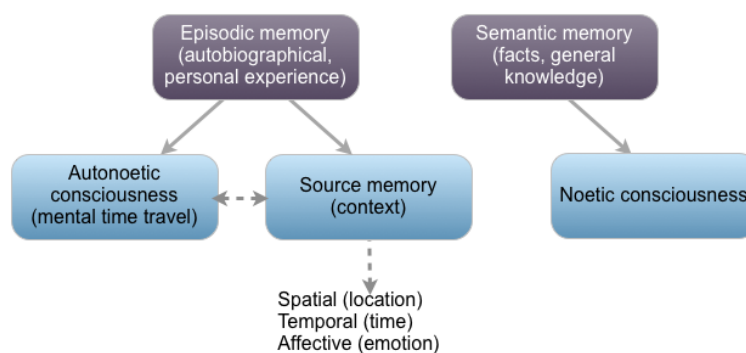 Episodic memory
(autobiographical,
personal experience)
Semantic memory
(facts, general
knowledge)
Autonoetic
consciousness
(mental time travel)
Source memory
(context)
Noetic consciousness
Spatial (location)
Temporal (time)
Affective (emotion)